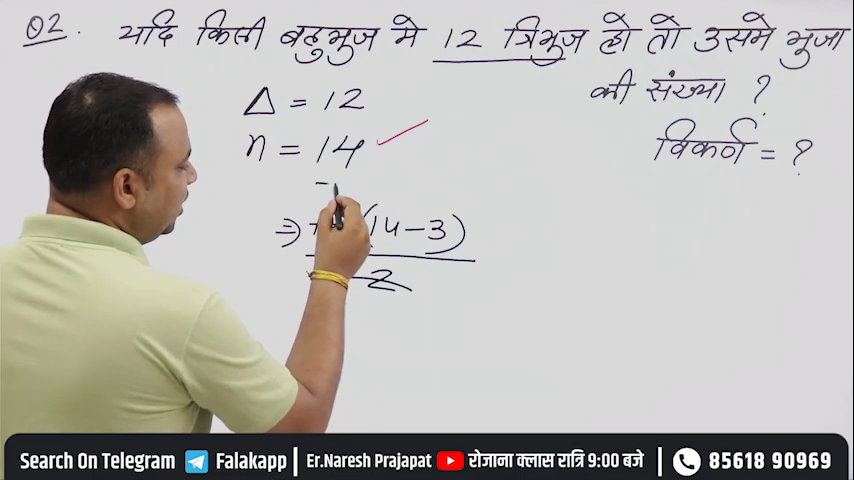 Q2. यदि किसी बहुभुज मे 12 त्रिभुज हो तो उसमे भुजा
की संख्या ?
Δ = 12
n = 14 ✓
विकर्ण = ?
⇒ (14-3)
2
Search On Telegram Falakapp | Er.Naresh Prajapat रोजाना क्लास रात्रि 9:00 बजे 85618 90969